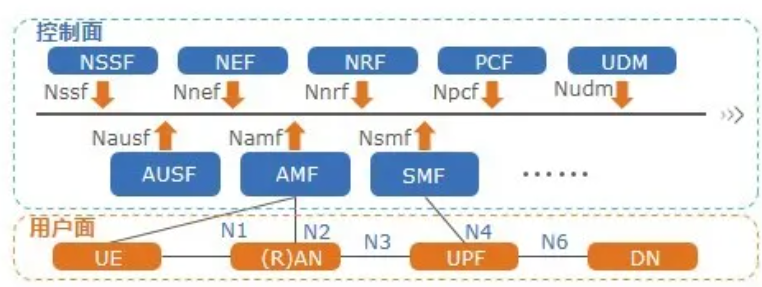 控制面
NSSF NEF NRF PCF UDM
Nssf Nnef Nnrf Npcf Nudm
Nausf Namf Nsmf
AUSF AMF SMF ······
用户面
N1 N2 N3 N4 N6
UE (R)AN UPF DN